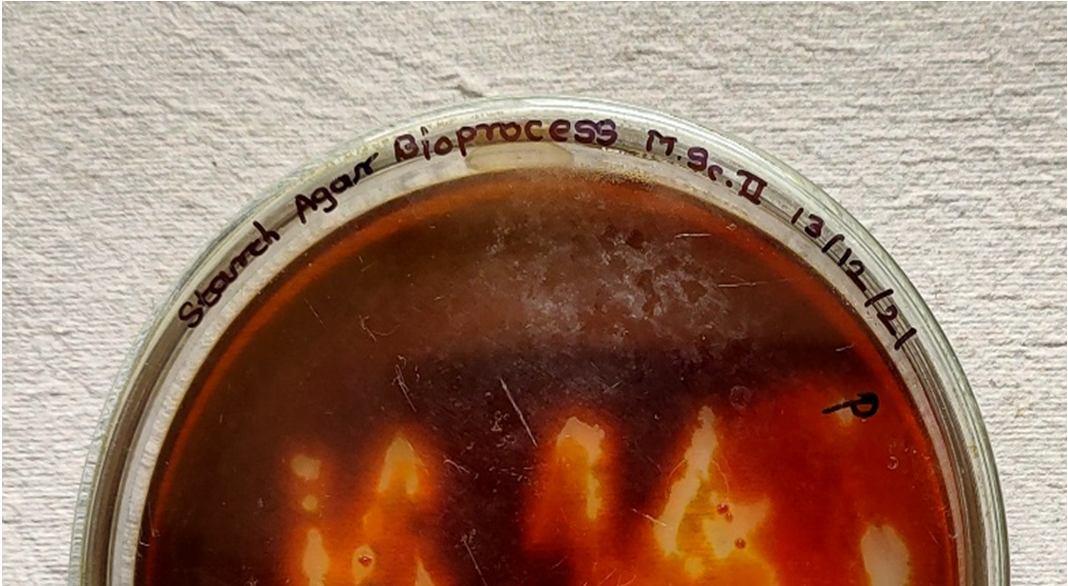 Starch Agar Bioprocess M.Sc.II 13/12/21
P